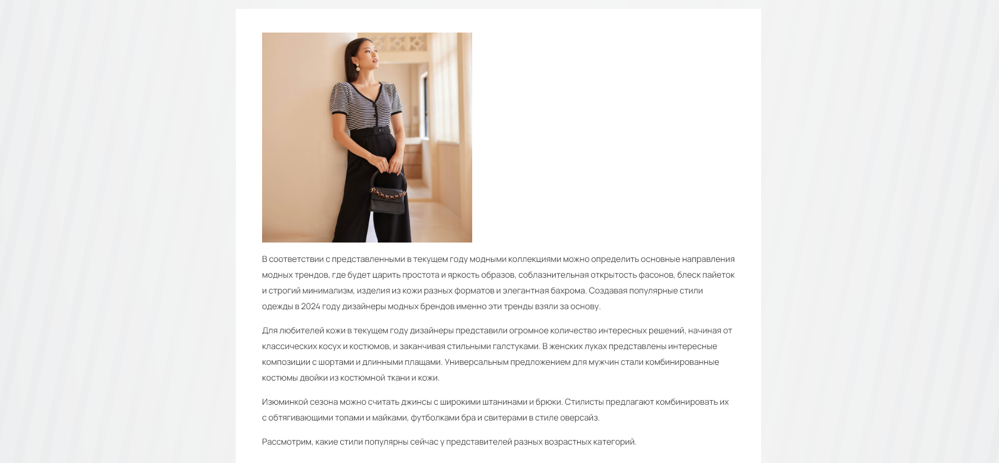 В соответствии с представленными в текущем году модными коллекциями можно определить основные направления
модных трендов, где будет царить простота и яркость образов, соблазнительная открытость фасонов, блеск пайеток
и строгий минимализм, изделия из кожи разных форматов и элегантная бахрома. Создавая популярные стили
одежды в 2024 году дизайнеры модных брендов именно эти тренды взяли за основу.
Для любителей кожи в текущем году дизайнеры представили огромное количество интересных решений, начиная от
классических косух и костюмов, и заканчивая стильными галстуками. В женских луках представлены интересные
композиции с шортами и длинными плащами. Универсальным предложением для мужчин стали комбинированные
костюмы двойки из костюмной ткани и кожи.
Изюминкой сезона можно считать джинсы с широкими штанинами и брюки. Стилисты предлагают комбинировать их
с обтягивающими топами и майками, футболками бра и свитерами в стиле оверсайз.
Рассмотрим, какие стили популярны сейчас у представителей разных возрастных категорий.